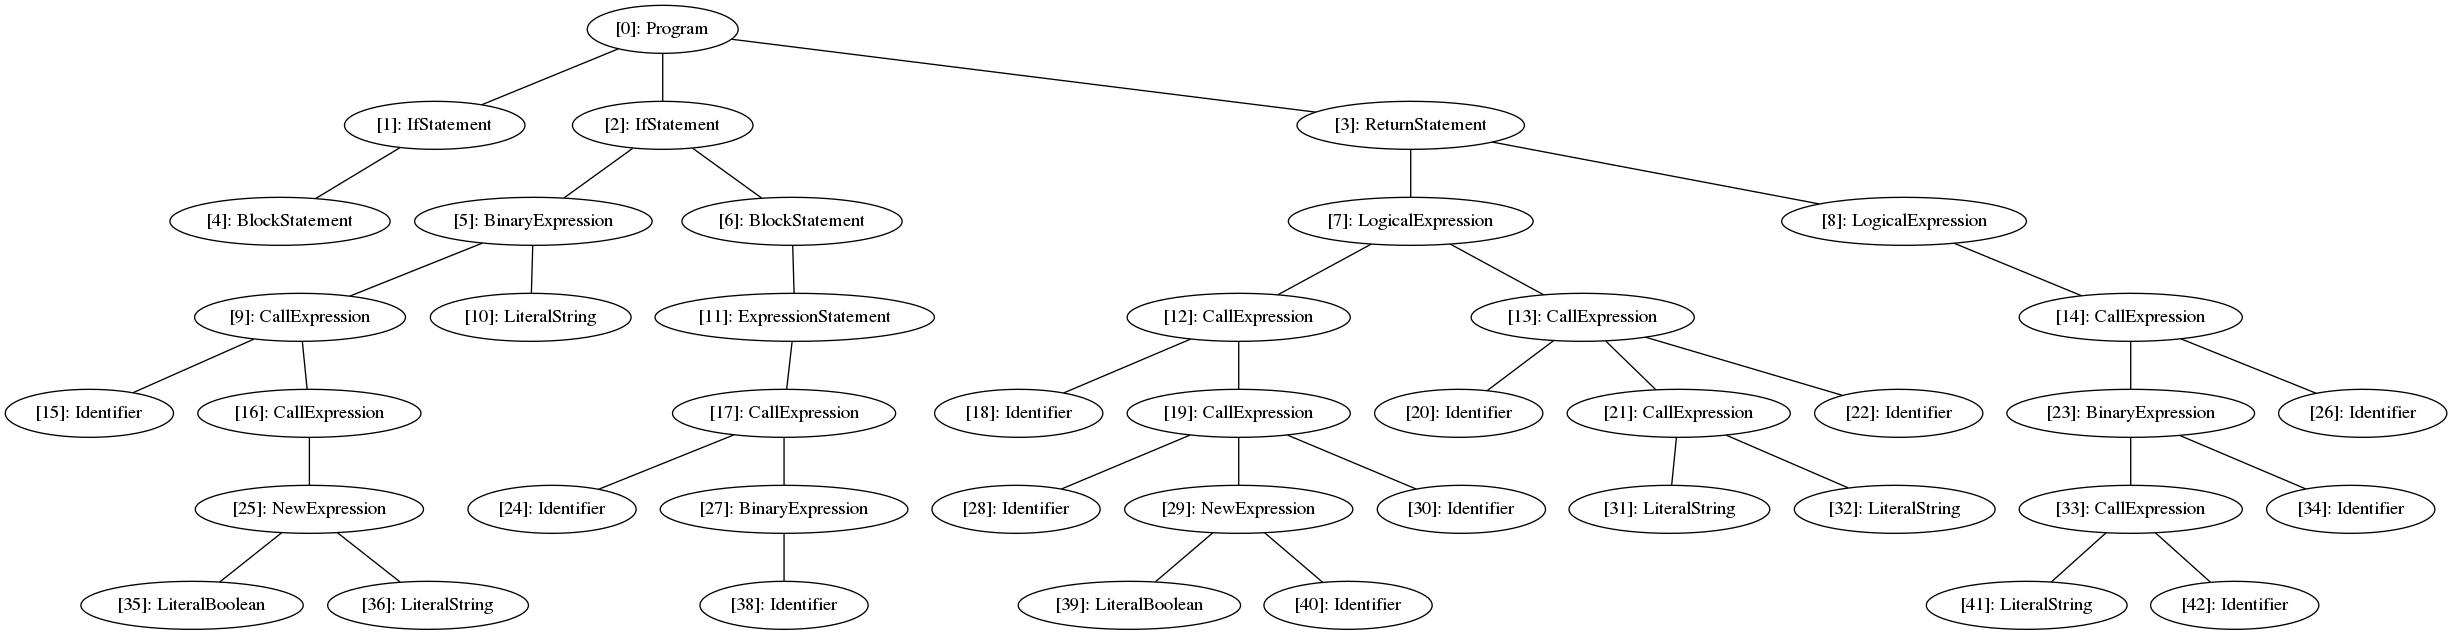 [0]: Program
[1]: IfStatement
[2]: IfStatement
[3]: ReturnStatement
[4]: BlockStatement
[5]: BinaryExpression
[6]: BlockStatement
[7]: LogicalExpression
[8]: LogicalExpression
[9]: CallExpression
[10]: LiteralString
[11]: ExpressionStatement
[12]: CallExpression
[13]: CallExpression
[14]: CallExpression
[15]: Identifier
[16]: CallExpression
[17]: CallExpression
[18]: Identifier
[19]: CallExpression
[20]: Identifier
[21]: CallExpression
[22]: Identifier
[23]: BinaryExpression
[26]: Identifier
[25]: NewExpression
[24]: Identifier
[27]: BinaryExpression
[28]: Identifier
[29]: NewExpression
[30]: Identifier
[31]: LiteralString
[32]: LiteralString
[33]: CallExpression
[34]: Identifier
[35]: LiteralBoolean
[36]: LiteralString
[38]: Identifier
[39]: LiteralBoolean
[40]: Identifier
[41]: LiteralString
[42]: Identifier